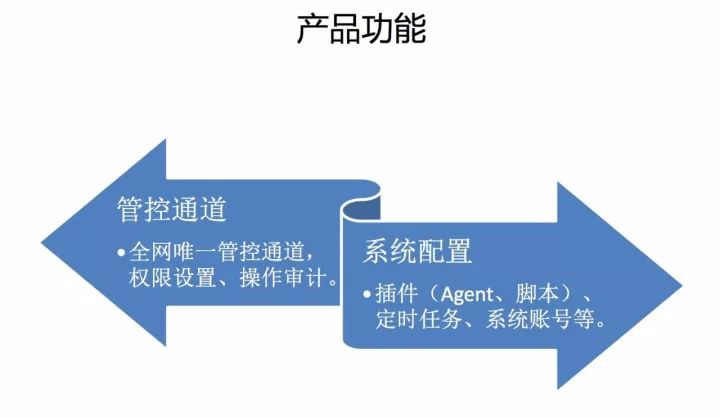 产品功能
管控通道
•全网唯一管控通道，
权限设置、操作审计。
系统配置
•插件（Agent、脚本）、
定时任务、系统账号等。